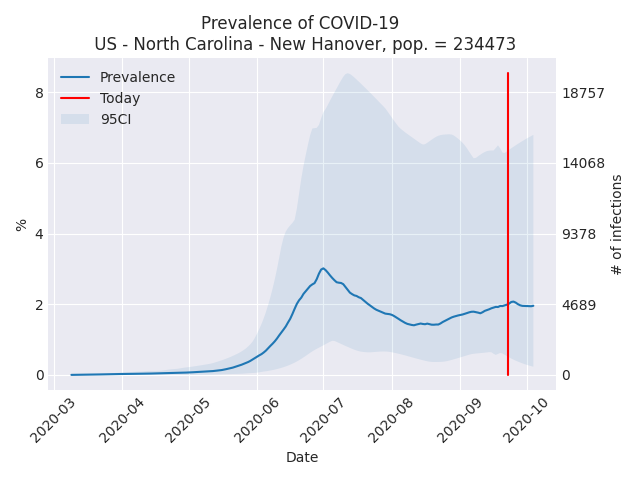 Prevalence of COVID-19
US - North Carolina - New Hanover, pop. = 234473
Prevalence
Today
95CI
8
6
4
2
0
%
18757
14068
9378
4689
0
# of infections
2020-03
2020-04
2020-05
2020-06
2020-07
2020-08
2020-09
2020-10
Date